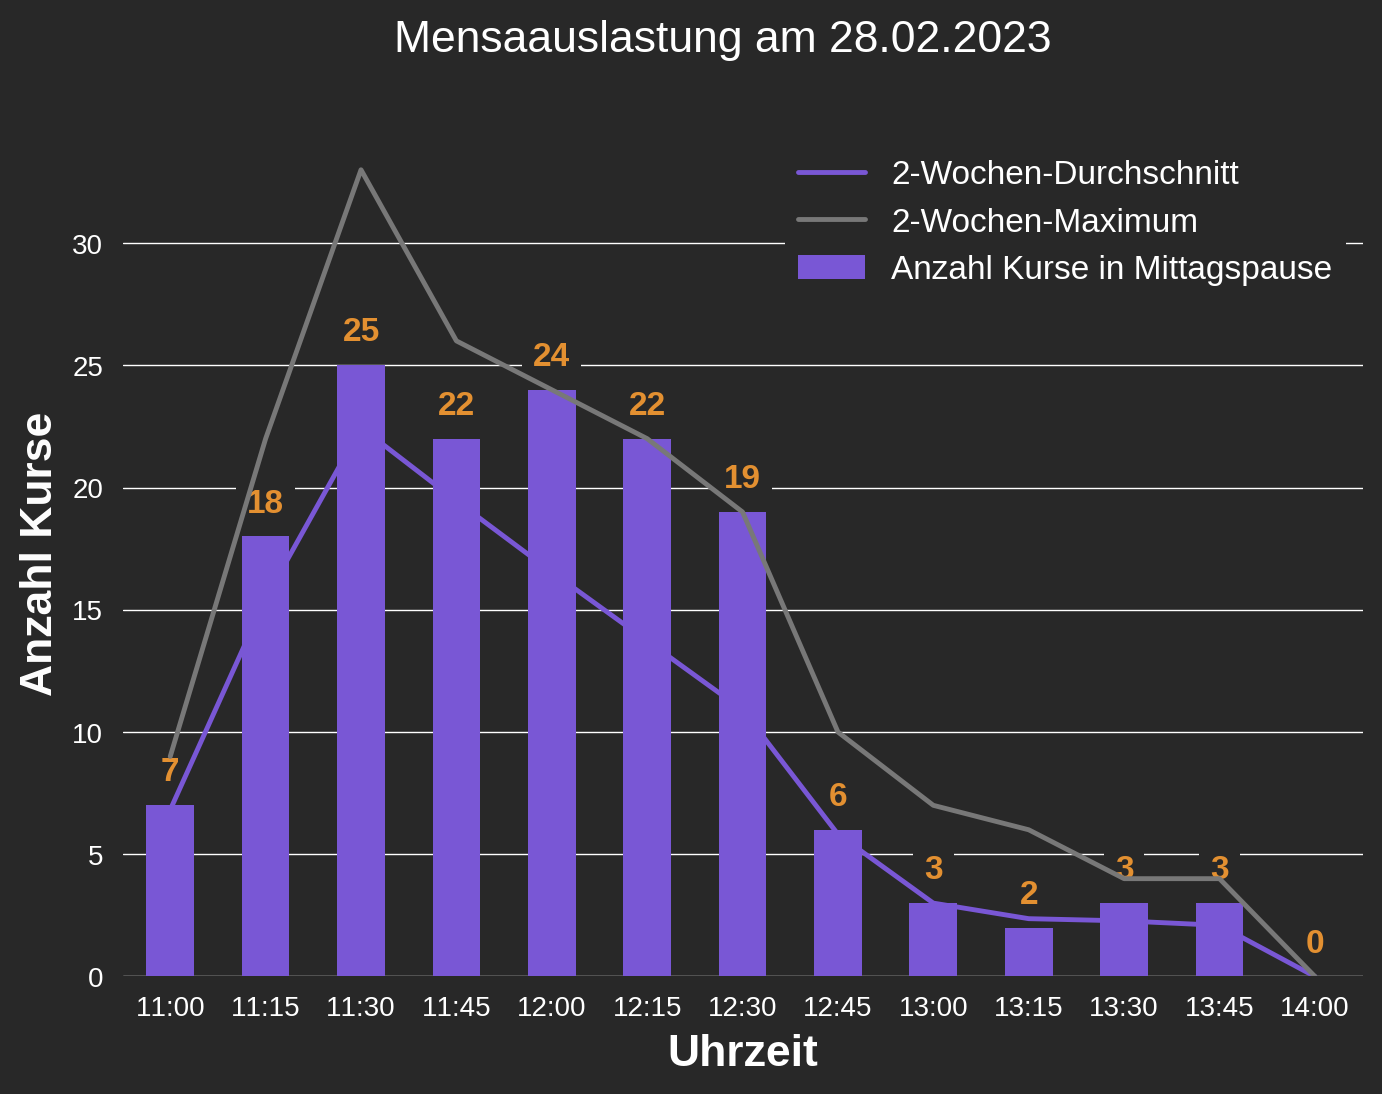 Mensaauslastung am 28.02.2023
2-Wochen-Durchschnitt
2-Wochen-Maximum
Anzahl Kurse in Mittagspause
Anzahl Kurse
30
25
20
15
10
5
0
7
18
25
22
24
22
19
6
3
2
3
3
0
11:00 11:15 11:30 11:45 12:00 12:15 12:30 12:45 13:00 13:15 13:30 13:45 14:00
Uhrzeit